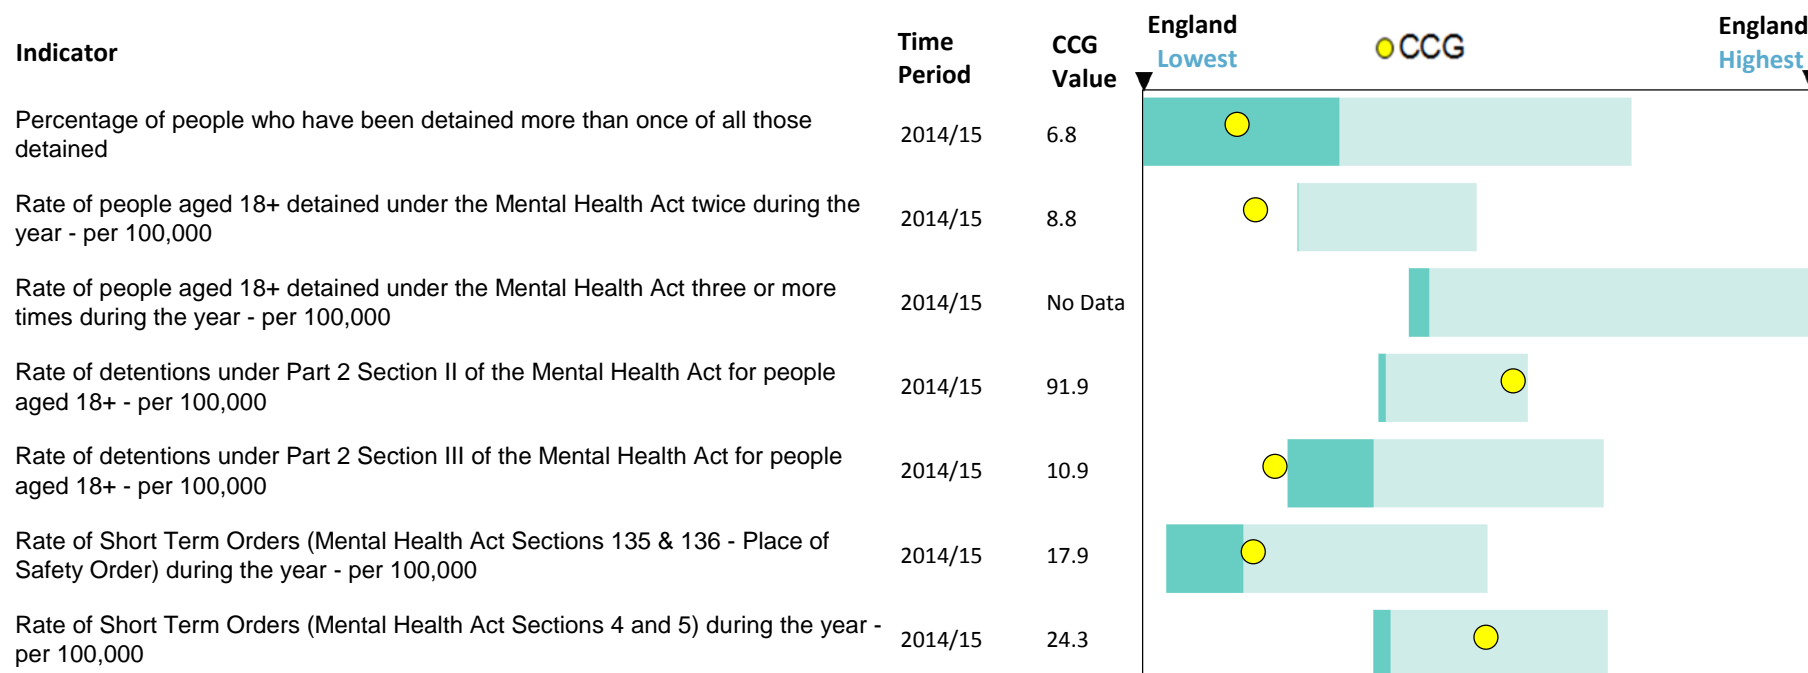 Indicator
Time Period
CCG Value
England Lowest
CCG
England Highest
Percentage of people who have been detained more than once of all those
detained
2014/15
6.8
Rate of people aged 18+ detained under the Mental Health Act twice during the
year - per 100,000
2014/15
8.8
Rate of people aged 18+ detained under the Mental Health Act three or more
times during the year - per 100,000
2014/15
No Data
Rate of detentions under Part 2 Section II of the Mental Health Act for people
aged 18+ - per 100,000
2014/15
91.9
Rate of detentions under Part 2 Section III of the Mental Health Act for people
aged 18+ - per 100,000
2014/15
10.9
Rate of Short Term Orders (Mental Health Act Sections 135 & 136 - Place of
Safety Order) during the year - per 100,000
2014/15
17.9
Rate of Short Term Orders (Mental Health Act Sections 4 and 5) during the year -
per 100,000
2014/15
24.3